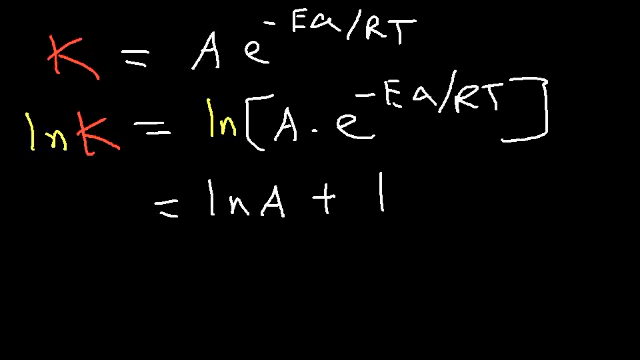 K = A e^-Ea/RT
ln K = ln[A · e^-Ea/RT]
= ln A + l